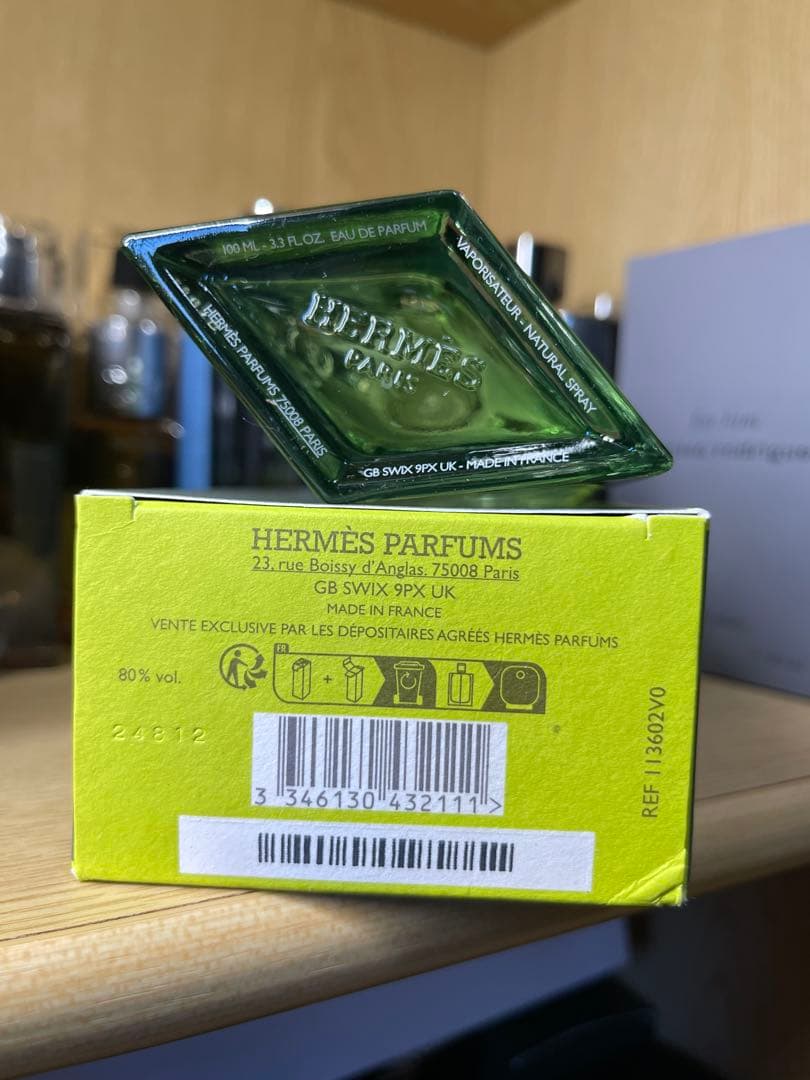 100 ML - 3.3 FL.OZ. EAU DE PARFUM
VAPORISATEUR - NATURAL SPRAY
HERMÈS
PARIS
HERMÈS PARFUMS 75008 PARIS
GB SWIX 9PX UK - MADE IN FRANCE
HERMÈS PARFUMS
23, rue Boissy d'Anglas. 75008 Paris
GB SWIX 9PX UK
MADE IN FRANCE
VENTE EXCLUSIVE PAR LES DÉPOSITAIRES AGRÉÉS HERMÈS PARFUMS
80% vol.
FR
+
24812
3 346130 432111 >
REF 113602V0